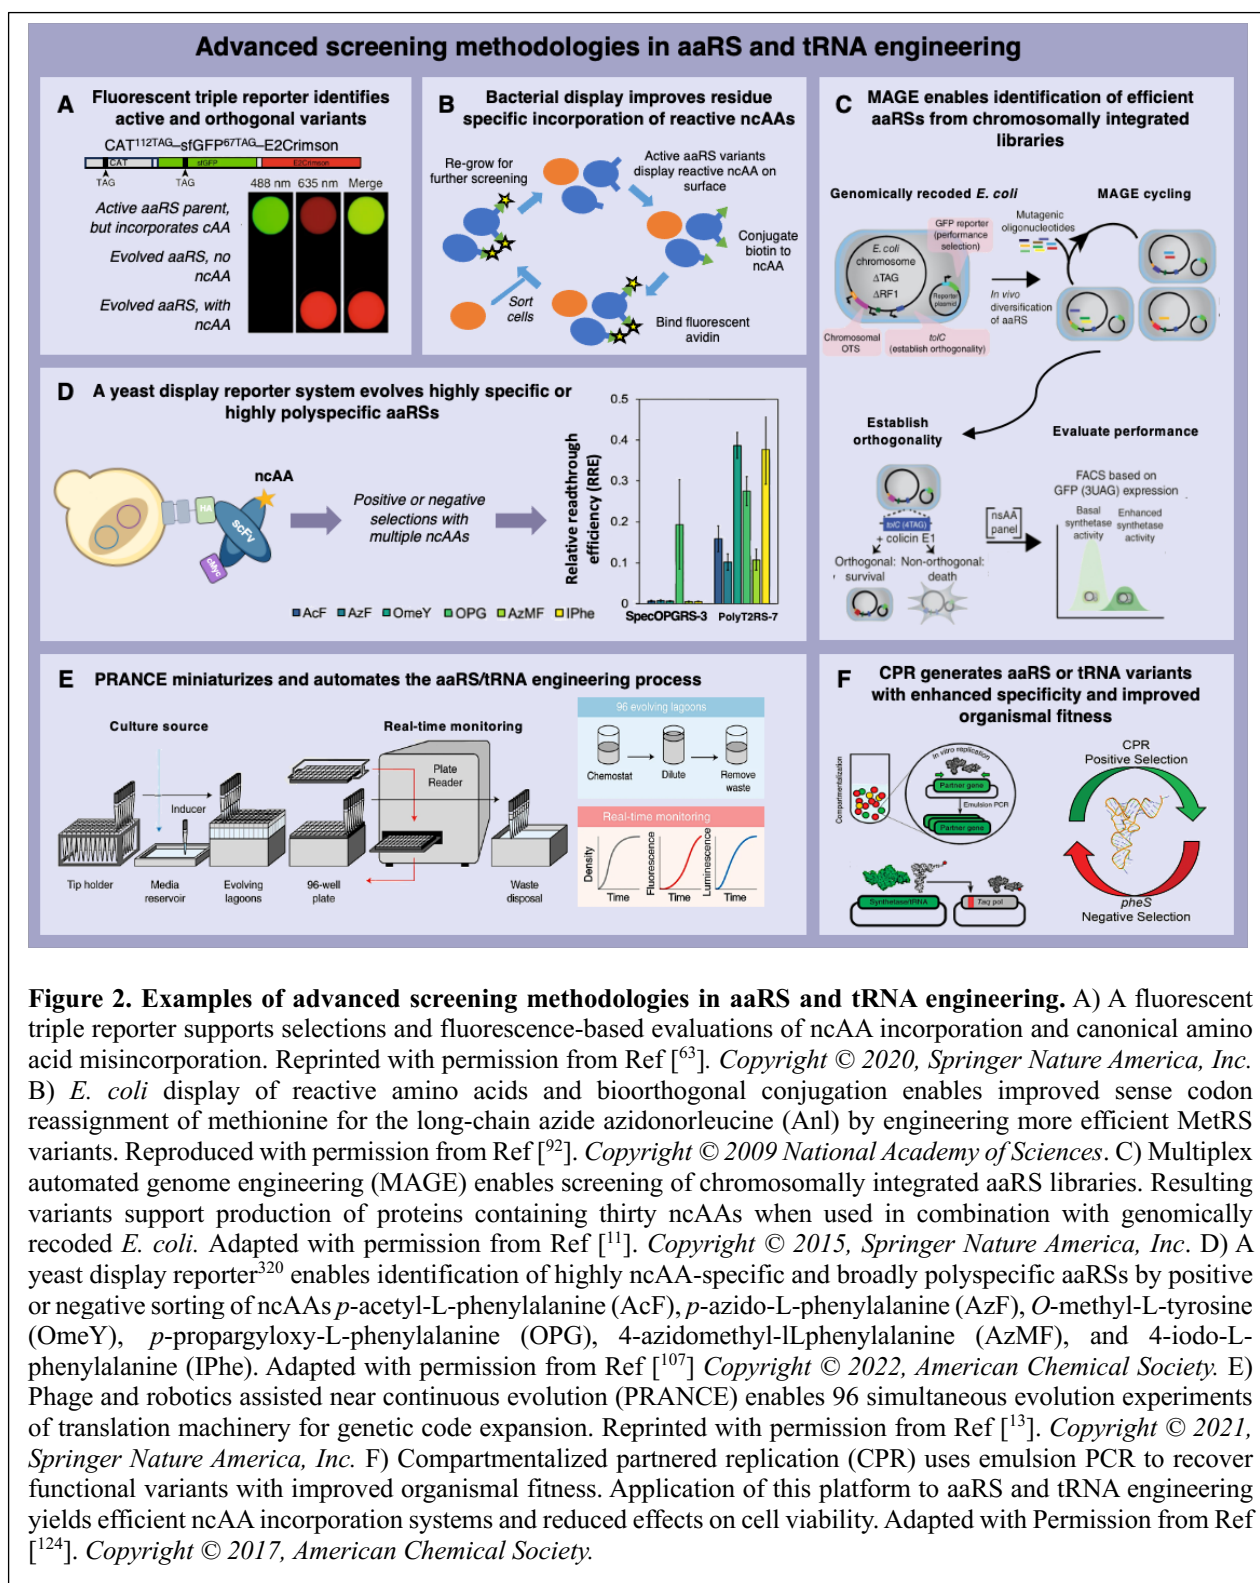 Advanced screening methodologies in aaRS and tRNA engineering
A
Fluorescent triple reporter identifies
active and orthogonal variants
CAT112TAG–sfGFP67TAG–E2Crimson
CAT
sfGFP
E2Crimson
TAG
TAG
488 nm
635 nm
Merge
Active aaRS parent,
but incorporates cAA
Evolved aaRS, no
ncAA
Evolved aaRS, with
ncAA
B
Bacterial display improves residue
specific incorporation of reactive ncAAs
Re-grow for
further screening
Active aaRS variants
display reactive ncAA on
surface
Conjugate
biotin to
ncAA
Bind fluorescent
avidin
Sort
cells
C
MAGE enables identification of efficient
aaRSs from chromosomally integrated
libraries
Genomically recoded E. coli
MAGE cycling
GFP reporter
(performance
selection)
Mutagenic
oligonucleotides
E. coli
chromosome
ΔTAG
ΔRF1
Reporter
plasmid
In vivo
diversification
of aaRS
Chromosomal
OTS
tolC
(establish orthogonality)
Establish
orthogonality
Evaluate performance
tolC (4TAG)
+ colicin E1
Orthogonal:
survival
Non-orthogonal:
death
nsAA
panel
FACS based on
GFP (3UAG) expression
Basal
synthetase
activity
Enhanced
synthetase
activity
D
A yeast display reporter system evolves highly specific or
highly polyspecific aaRSs
ncAA
HA
scFv
cMyc
Positive or negative
selections with
multiple ncAAs
Relative readthrough
efficiency (RRE)
0.5
0.4
0.3
0.2
0.1
0
SpecOPGRS-3
PolyT2RS-7
AcF
AzF
OmeY
OPG
AzMF
IPhe
E
PRANCE miniaturizes and automates the aaRS/tRNA engineering process
Culture source
Real-time monitoring
Inducer
Plate
Reader
Tip holder
Media
reservoir
Evolving
lagoons
96-well
plate
Waste
disposal
96 evolving lagoons
Chemostat
Dilute
Remove
waste
Real-time monitoring
Density
Time
Fluorescence
Time
Luminescence
Time
F
CPR generates aaRS or tRNA variants
with enhanced specificity and improved
organismal fitness
Compartmentalization
In vitro replication
Partner gene
Emulsion PCR
Partner gene
Synthetase/tRNA
Taq pol
CPR
Positive Selection
pheS
Negative Selection
Figure 2. Examples of advanced screening methodologies in aaRS and tRNA engineering. A) A fluorescent
triple reporter supports selections and fluorescence-based evaluations of ncAA incorporation and canonical amino
acid misincorporation. Reprinted with permission from Ref [63]. Copyright © 2020, Springer Nature America, Inc.
B) E. coli display of reactive amino acids and bioorthogonal conjugation enables improved sense codon
reassignment of methionine for the long-chain azide azidonorleucine (Anl) by engineering more efficient MetRS
variants. Reproduced with permission from Ref [92]. Copyright © 2009 National Academy of Sciences. C) Multiplex
automated genome engineering (MAGE) enables screening of chromosomally integrated aaRS libraries. Resulting
variants support production of proteins containing thirty ncAAs when used in combination with genomically
recoded E. coli. Adapted with permission from Ref [11]. Copyright © 2015, Springer Nature America, Inc. D) A
yeast display reporter320 enables identification of highly ncAA-specific and broadly polyspecific aaRSs by positive
or negative sorting of ncAAs p-acetyl-L-phenylalanine (AcF), p-azido-L-phenylalanine (AzF), O-methyl-L-tyrosine
(OmeY), p-propargyloxy-L-phenylalanine (OPG), 4-azidomethyl-lLphenylalanine (AzMF), and 4-iodo-L-
phenylalanine (IPhe). Adapted with permission from Ref [107] Copyright © 2022, American Chemical Society. E)
Phage and robotics assisted near continuous evolution (PRANCE) enables 96 simultaneous evolution experiments
of translation machinery for genetic code expansion. Reprinted with permission from Ref [13]. Copyright © 2021,
Springer Nature America, Inc. F) Compartmentalized partnered replication (CPR) uses emulsion PCR to recover
functional variants with improved organismal fitness. Application of this platform to aaRS and tRNA engineering
yields efficient ncAA incorporation systems and reduced effects on cell viability. Adapted with Permission from Ref
[124]. Copyright © 2017, American Chemical Society.